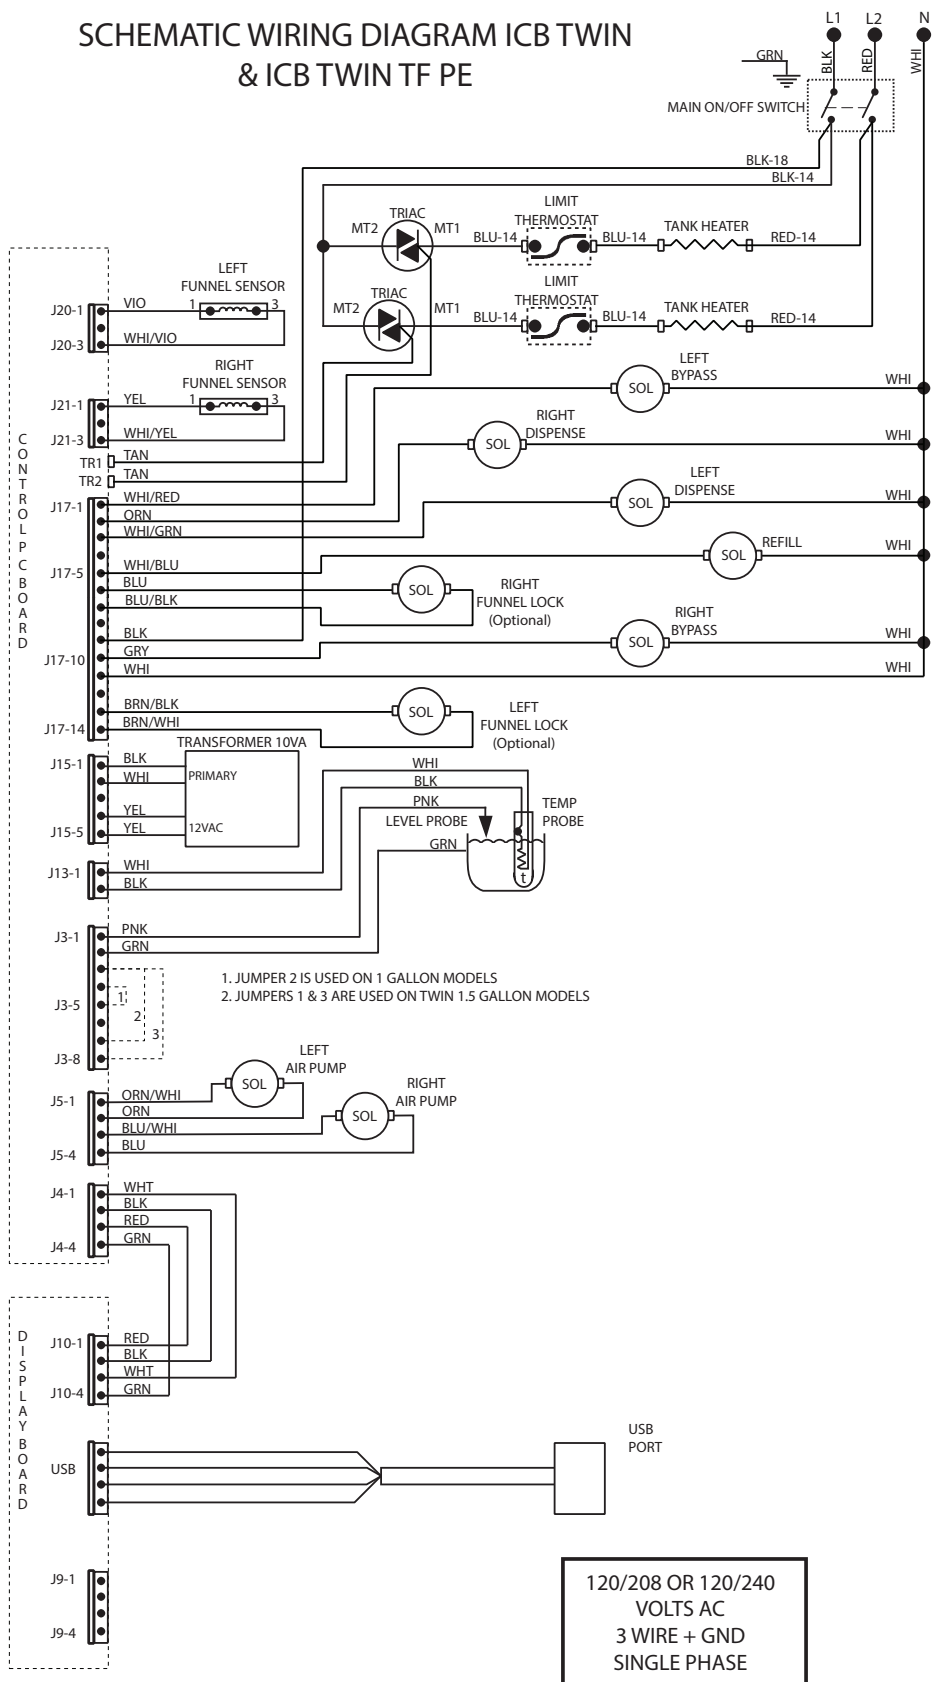 SCHEMATIC WIRING DIAGRAM ICB TWIN
& ICB TWIN TF PE
L1
L2
N
GRN
BLK
RED
WHI
MAIN ON/OFF SWITCH
BLK-18
BLK-14
TRIAC
MT2
MT1
BLU-14
LIMIT
THERMOSTAT
BLU-14
TANK HEATER
RED-14
TRIAC
MT2
MT1
BLU-14
LIMIT
THERMOSTAT
BLU-14
TANK HEATER
RED-14
CONTROL PC BOARD
LEFT
FUNNEL SENSOR
J20-1
VIO
1
3
J20-3
WHI/VIO
RIGHT
FUNNEL SENSOR
J21-1
YEL
1
3
J21-3
WHI/YEL
TR1
TAN
TR2
TAN
LEFT
BYPASS
SOL
WHI
RIGHT
DISPENSE
SOL
WHI
LEFT
DISPENSE
SOL
WHI
J17-1
WHI/RED
ORN
WHI/GRN
SOL
REFILL
WHI
J17-5
WHI/BLU
BLU
BLU/BLK
SOL
RIGHT
FUNNEL LOCK
(Optional)
BLK
RIGHT
BYPASS
SOL
WHI
J17-10
GRY
WHI
WHI
BRN/BLK
J17-14
BRN/WHI
SOL
LEFT
FUNNEL LOCK
(Optional)
TRANSFORMER 10VA
J15-1
BLK
WHI
PRIMARY
YEL
J15-5
YEL
12VAC
WHI
BLK
PNK
LEVEL PROBE
GRN
TEMP
PROBE
t
J13-1
WHI
BLK
J3-1
PNK
GRN
J3-5
J3-8
1
2
3
1. JUMPER 2 IS USED ON 1 GALLON MODELS
2. JUMPERS 1 & 3 ARE USED ON TWIN 1.5 GALLON MODELS
LEFT
AIR PUMP
SOL
RIGHT
AIR PUMP
SOL
J5-1
ORN/WHI
ORN
BLU/WHI
J5-4
BLU
J4-1
WHT
BLK
RED
J4-4
GRN
DISPLAY BOARD
J10-1
RED
BLK
WHT
J10-4
GRN
USB
USB
PORT
J9-1
J9-4
120/208 OR 120/240
VOLTS AC
3 WIRE + GND
SINGLE PHASE